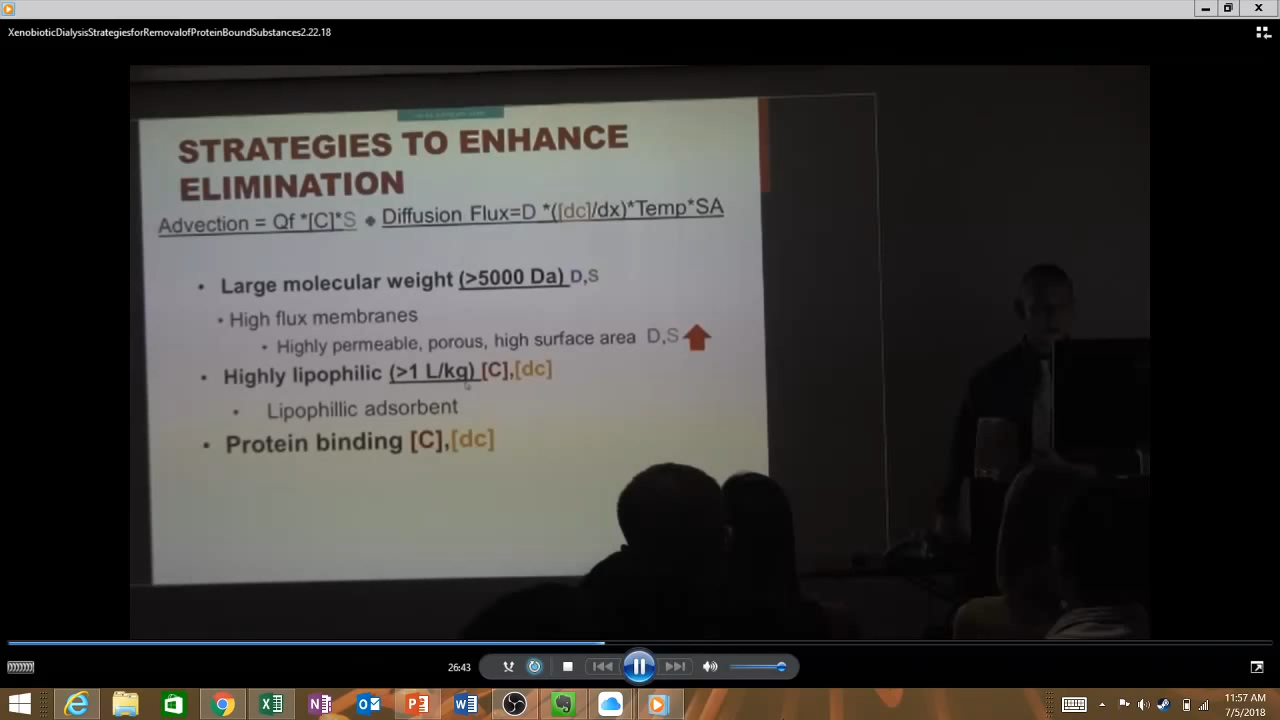 XenobioticDialysisStrategiesforRemovalofProteinBoundSubstances2.22.18
STRATEGIES TO ENHANCE
ELIMINATION
Advection = Qf *[C]*S • Diffusion Flux=D *([dc]/dx)*Temp*SA
• Large molecular weight (>5000 Da) D,S
• High flux membranes
• Highly permeable, porous, high surface area D,S
• Highly lipophilic (>1 L/kg) [C],[dc]
• Lipophillic adsorbent
• Protein binding [C],[dc]
26:43
11:57 AM
7/5/2018